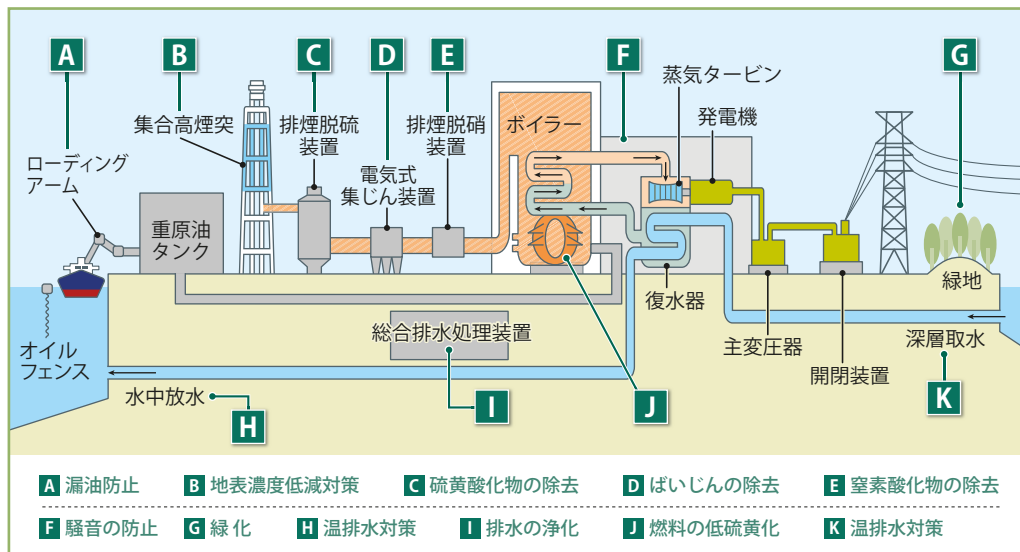 A
B
C
D
E
F
G
集合高煙突
排煙脱硫
装置
電気式
集じん装置
排煙脱硝
装置
ボイラー
蒸気タービン
発電機
ローディング
アーム
重原油
タンク
緑地
復水器
オイル
フェンス
総合排水処理装置
主変圧器
開閉装置
深層取水
水中放水
H
I
J
K
A 漏油防止
B 地表濃度低減対策
C 硫黄酸化物の除去
D ばいじんの除去
E 窒素酸化物の除去
F 騒音の防止
G 緑 化
H 温排水対策
I 排水の浄化
J 燃料の低硫黄化
K 温排水対策